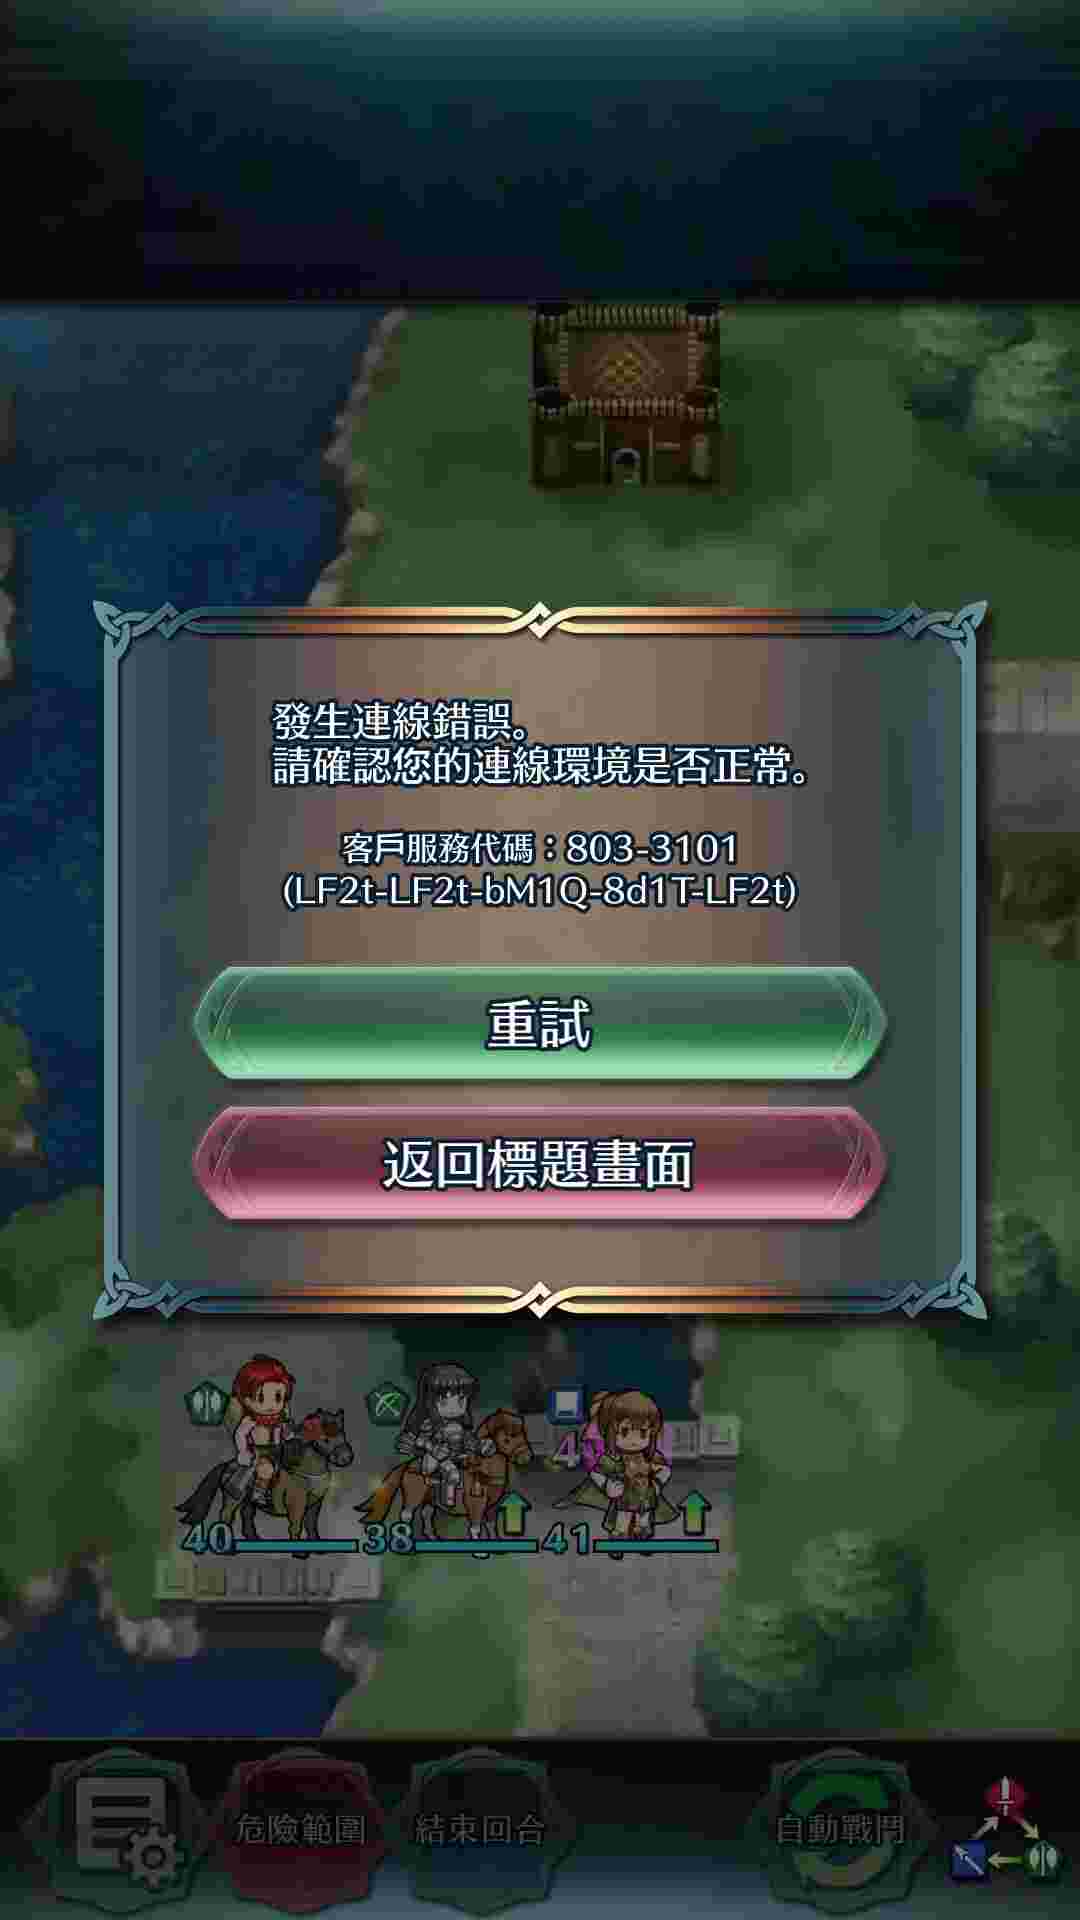 發生連線錯誤。
請確認您的連線環境是否正常。
客戶服務代碼：803-3101
(LF2t-LF2t-bM1Q-8d1T-LF2t)
重試
返回標題畫面
4
40
38
41
危險範圍
結束回合
自動戰鬥